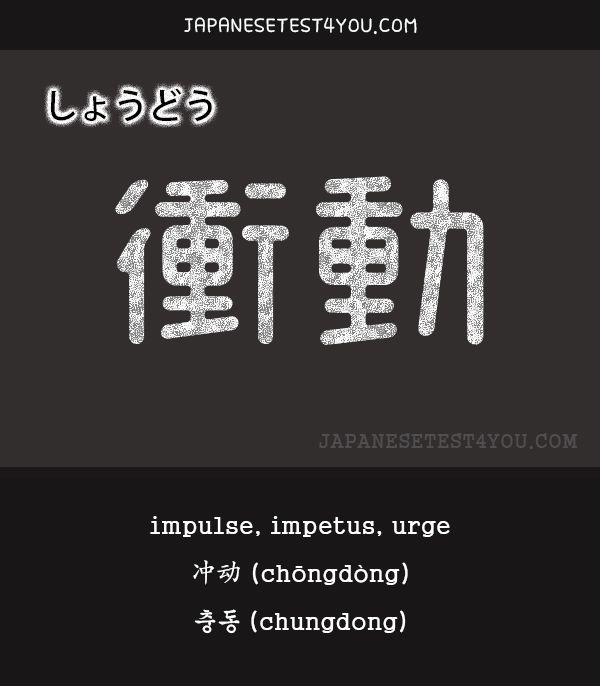 JAPANESETEST4YOU.COM
しょうどう
衝動
JAPANESETEST4YOU.COM
impulse, impetus, urge
冲动 (chōngdòng)
충동 (chungdong)